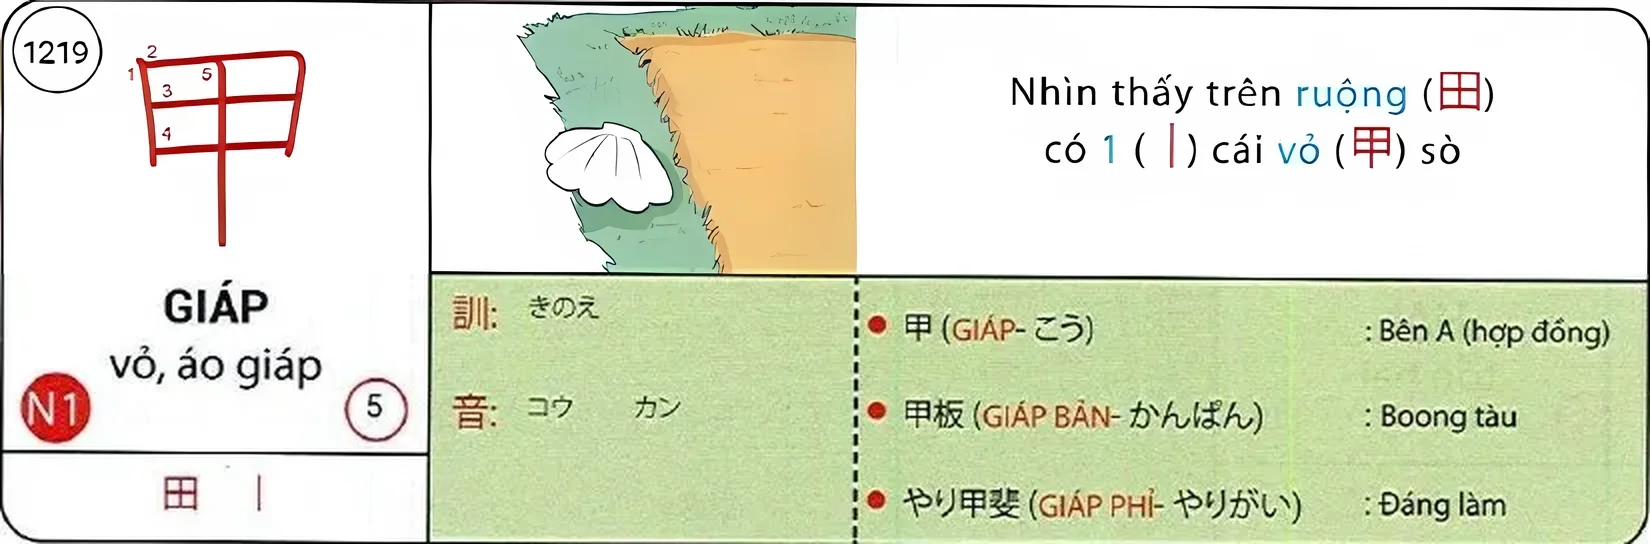 1219
甲
1
2
3
4
5
GIÁP
vỏ, áo giáp
N1
5
田 丨
Nhìn thấy trên ruộng (田)
có 1 (丨) cái vỏ (甲) sò
訓: きのえ
音: コウ カン
● 甲 (GIÁP- こう) : Bên A (hợp đồng)
● 甲板 (GIÁP BẢN- かんぱん) : Boong tàu
● やり甲斐 (GIÁP PHỈ- やりがい) : Đáng làm